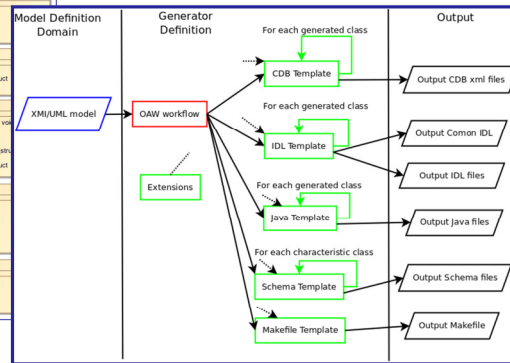 Model Definition
Domain
Generator
Definition
Output
For each generated class
CDB Template
Output CDB xml files
For each generated class
XMI/UML model
OAW workflow
IDL Template
Output Comon IDL
Output IDL files
Extensions
For each generated class
Java Template
Output Java files
For each characteristic class
Schema Template
Output Schema files
Makefile Template
Output Makefile